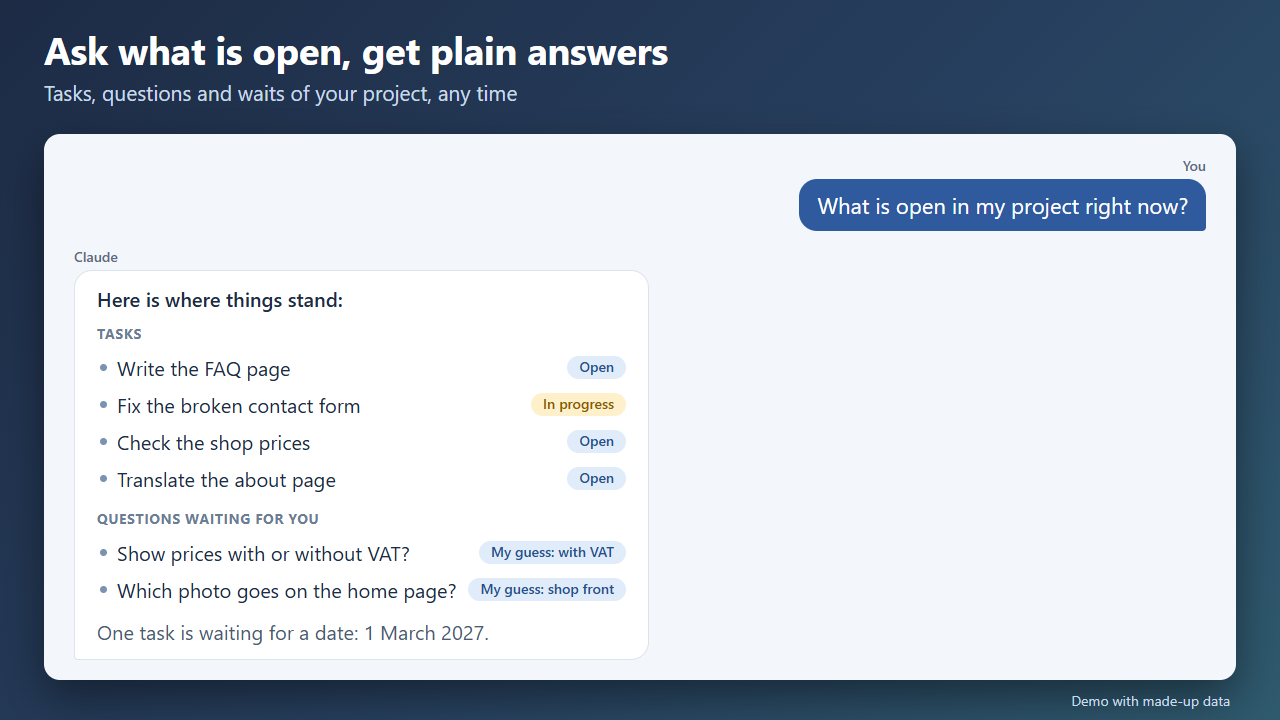 Ask what is open, get plain answers
Tasks, questions and waits of your project, any time
You
What is open in my project right now?
Claude
Here is where things stand:
TASKS
Write the FAQ page Open
Fix the broken contact form In progress
Check the shop prices Open
Translate the about page Open
QUESTIONS WAITING FOR YOU
Show prices with or without VAT? My guess: with VAT
Which photo goes on the home page? My guess: shop front
One task is waiting for a date: 1 March 2027.
Demo with made-up data